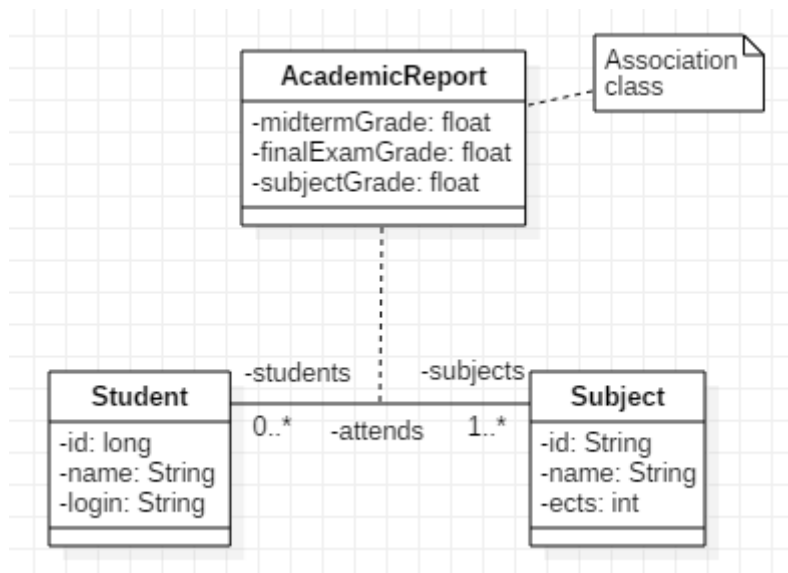 AcademicReport
-midtermGrade: float
-finalExamGrade: float
-subjectGrade: float
Association
class
Student
-id: long
-name: String
-login: String
-students
-subjects
0..*
-attends
1..*
Subject
-id: String
-name: String
-ects: int